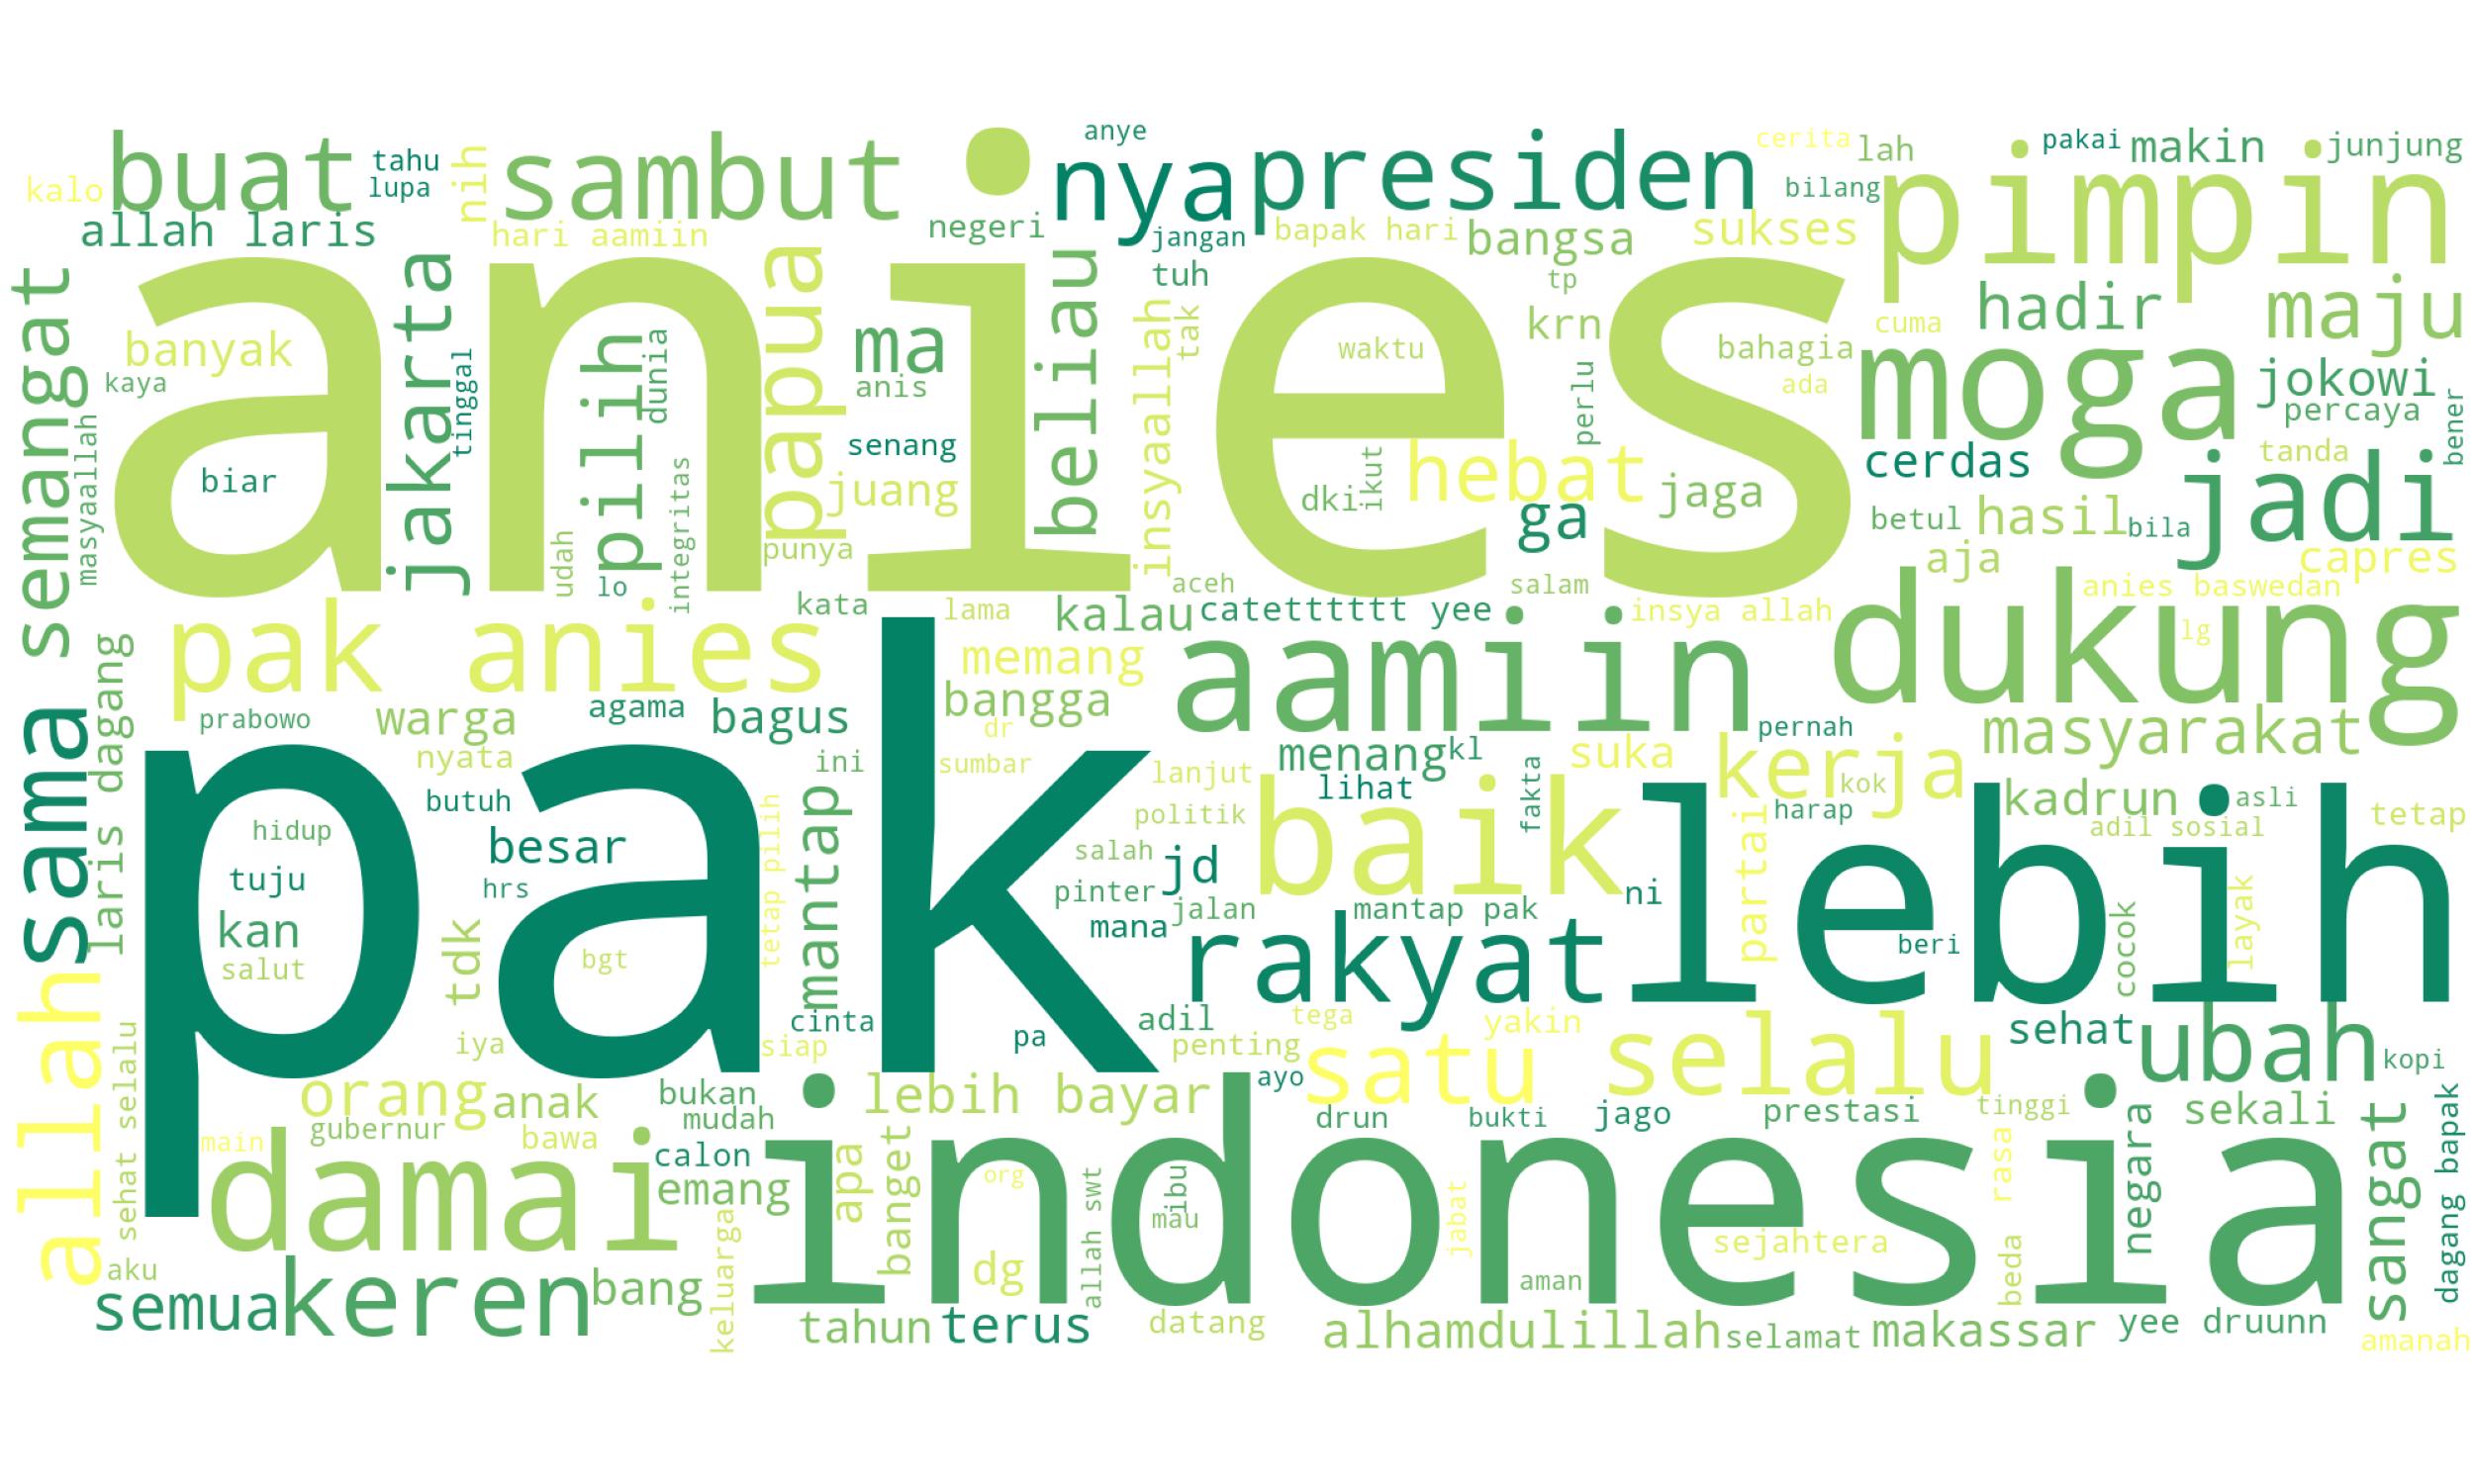 anye
buat
tahu
nih
sambut
nya
presiden
cerita
lah
pakai
makin
junjung
kalo
lupa
bilang
pimpin
allah laris
hari aamiin
negeri
jangan
bapak hari
bangsa
sukses
semangat
anies
jakarta
papua
beliau
tuh
tp
hadir
maju
banyak
pilih
dunia
ma
insyaallah
tak
waktu
krn
bahagia
cuma
moga
jokowi
kaya
tinggal
anis
perlu
ada
percaya
bener
masyaallah
senang
hebat
cerdas
tanda
jadi
biar
integritas
juang
dki
ikut
jaga
ga
betul
hasil
bila
udah
punya
aja
capres
lo
aceh
salam
anies baswedan
pak anies
kata
lama
kalau
catettttttt yee
insya allah
dukung
lg
laris dagang
memang
aamiin
prabowo
warga
agama
bagus
bangga
dr
pernah
masyarakat
sama
pak
nyata
ini
sumbar
lanjut
menang
kl
suka
kerja
butuh
tetap pilih
mantap
politik
lihat
baik
fakta
partai
harap
kok
kadrun
lebih
asli
tetap
hidup
besar
salah
jd
adil sosial
tuju
hrs
pinter
jalan
mantap pak
ni
layak
kan
tdk
bgt
mana
rakyat
beri
cocok
salut
allah
sehat selalu
iya
siap
cinta
pa
adil
tega
yakin
penting
satu
selalu
sehat
ubah
kopi
orang
anak
bukan
mudah
lebih bayar
ayo
drun
bukti
jago
prestasi
tinggi
sekali
main
gubernur
bawa
damai
calon
emang
apa
banget
indonesia
org
ibu
mau
allah swt
jabat
rasa
negara
sangat
dagang bapak
aku
keluarga
dg
aman
sejahtera
beda
semua
keren
bang
tahun
terus
datang
alhamdulillah
selamat
makassar
yee druunn
amanah